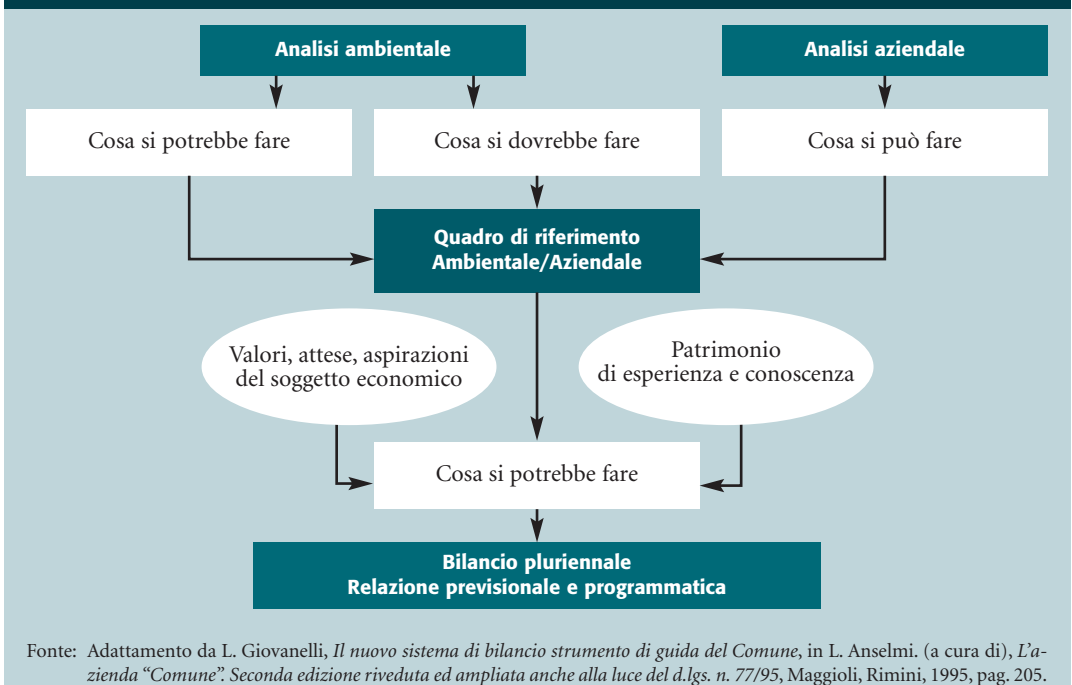 Analisi ambientale
Analisi aziendale
Cosa si potrebbe fare
Cosa si dovrebbe fare
Cosa si può fare
Quadro di riferimento
Ambientale/Aziendale
Valori, attese, aspirazioni
del soggetto economico
Patrimonio
di esperienza e conoscenza
Cosa si potrebbe fare
Bilancio pluriennale
Relazione previsionale e programmatica
Fonte: Adattamento da L. Giovanelli, Il nuovo sistema di bilancio strumento di guida del Comune, in L. Anselmi. (a cura di), L'a-
zienda “Comune”. Seconda edizione riveduta ed ampliata anche alla luce del d.lgs. n. 77/95, Maggioli, Rimini, 1995, pag. 205.